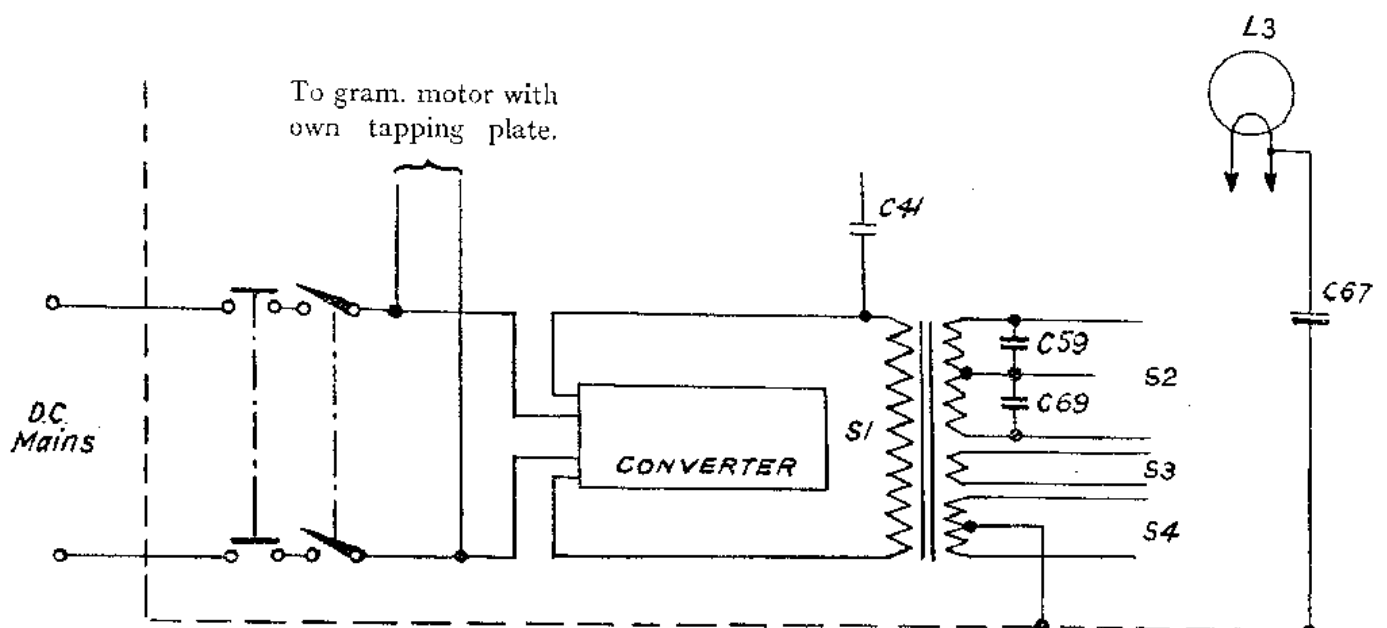 L3
To gram. motor with
own tapping plate.
C41
C67
C59
S2
C69
D.C.
Mains
S1
CONVERTER
S3
S4